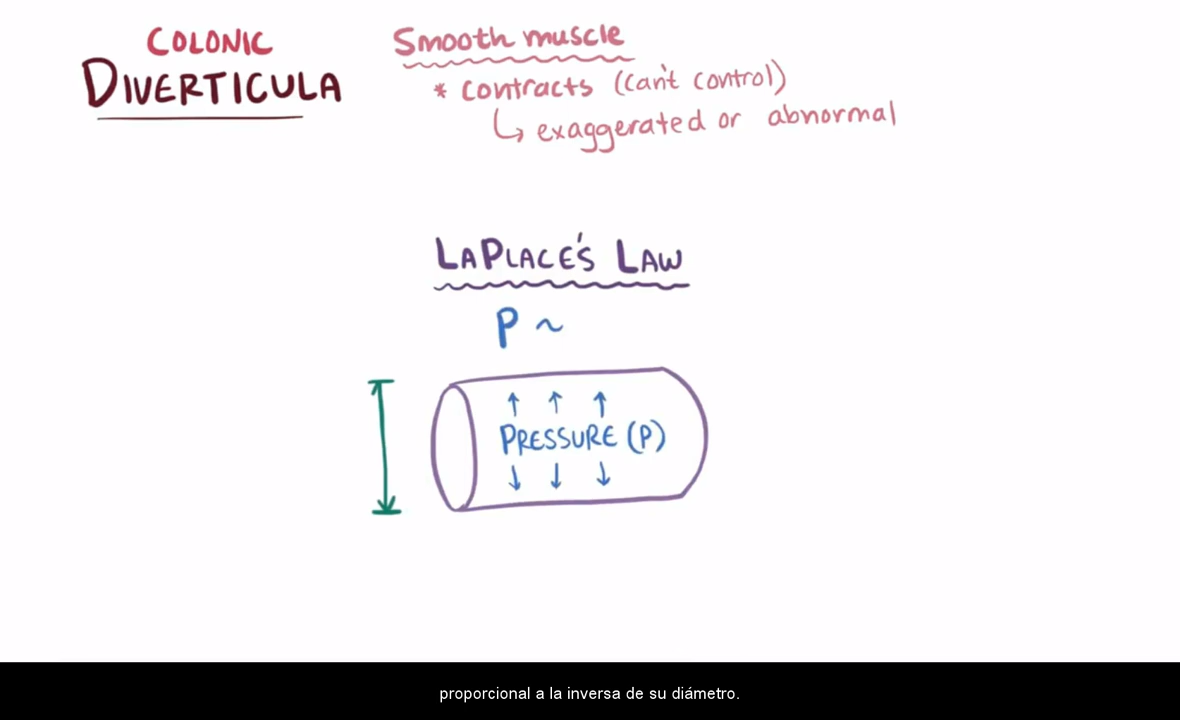 COLONIC
DIVERTICULA
Smooth muscle
* contracts (can't control)
↳ exaggerated or abnormal
LAPLACE'S LAW
P ~
PRESSURE (P)
proporcional a la inversa de su diámetro.